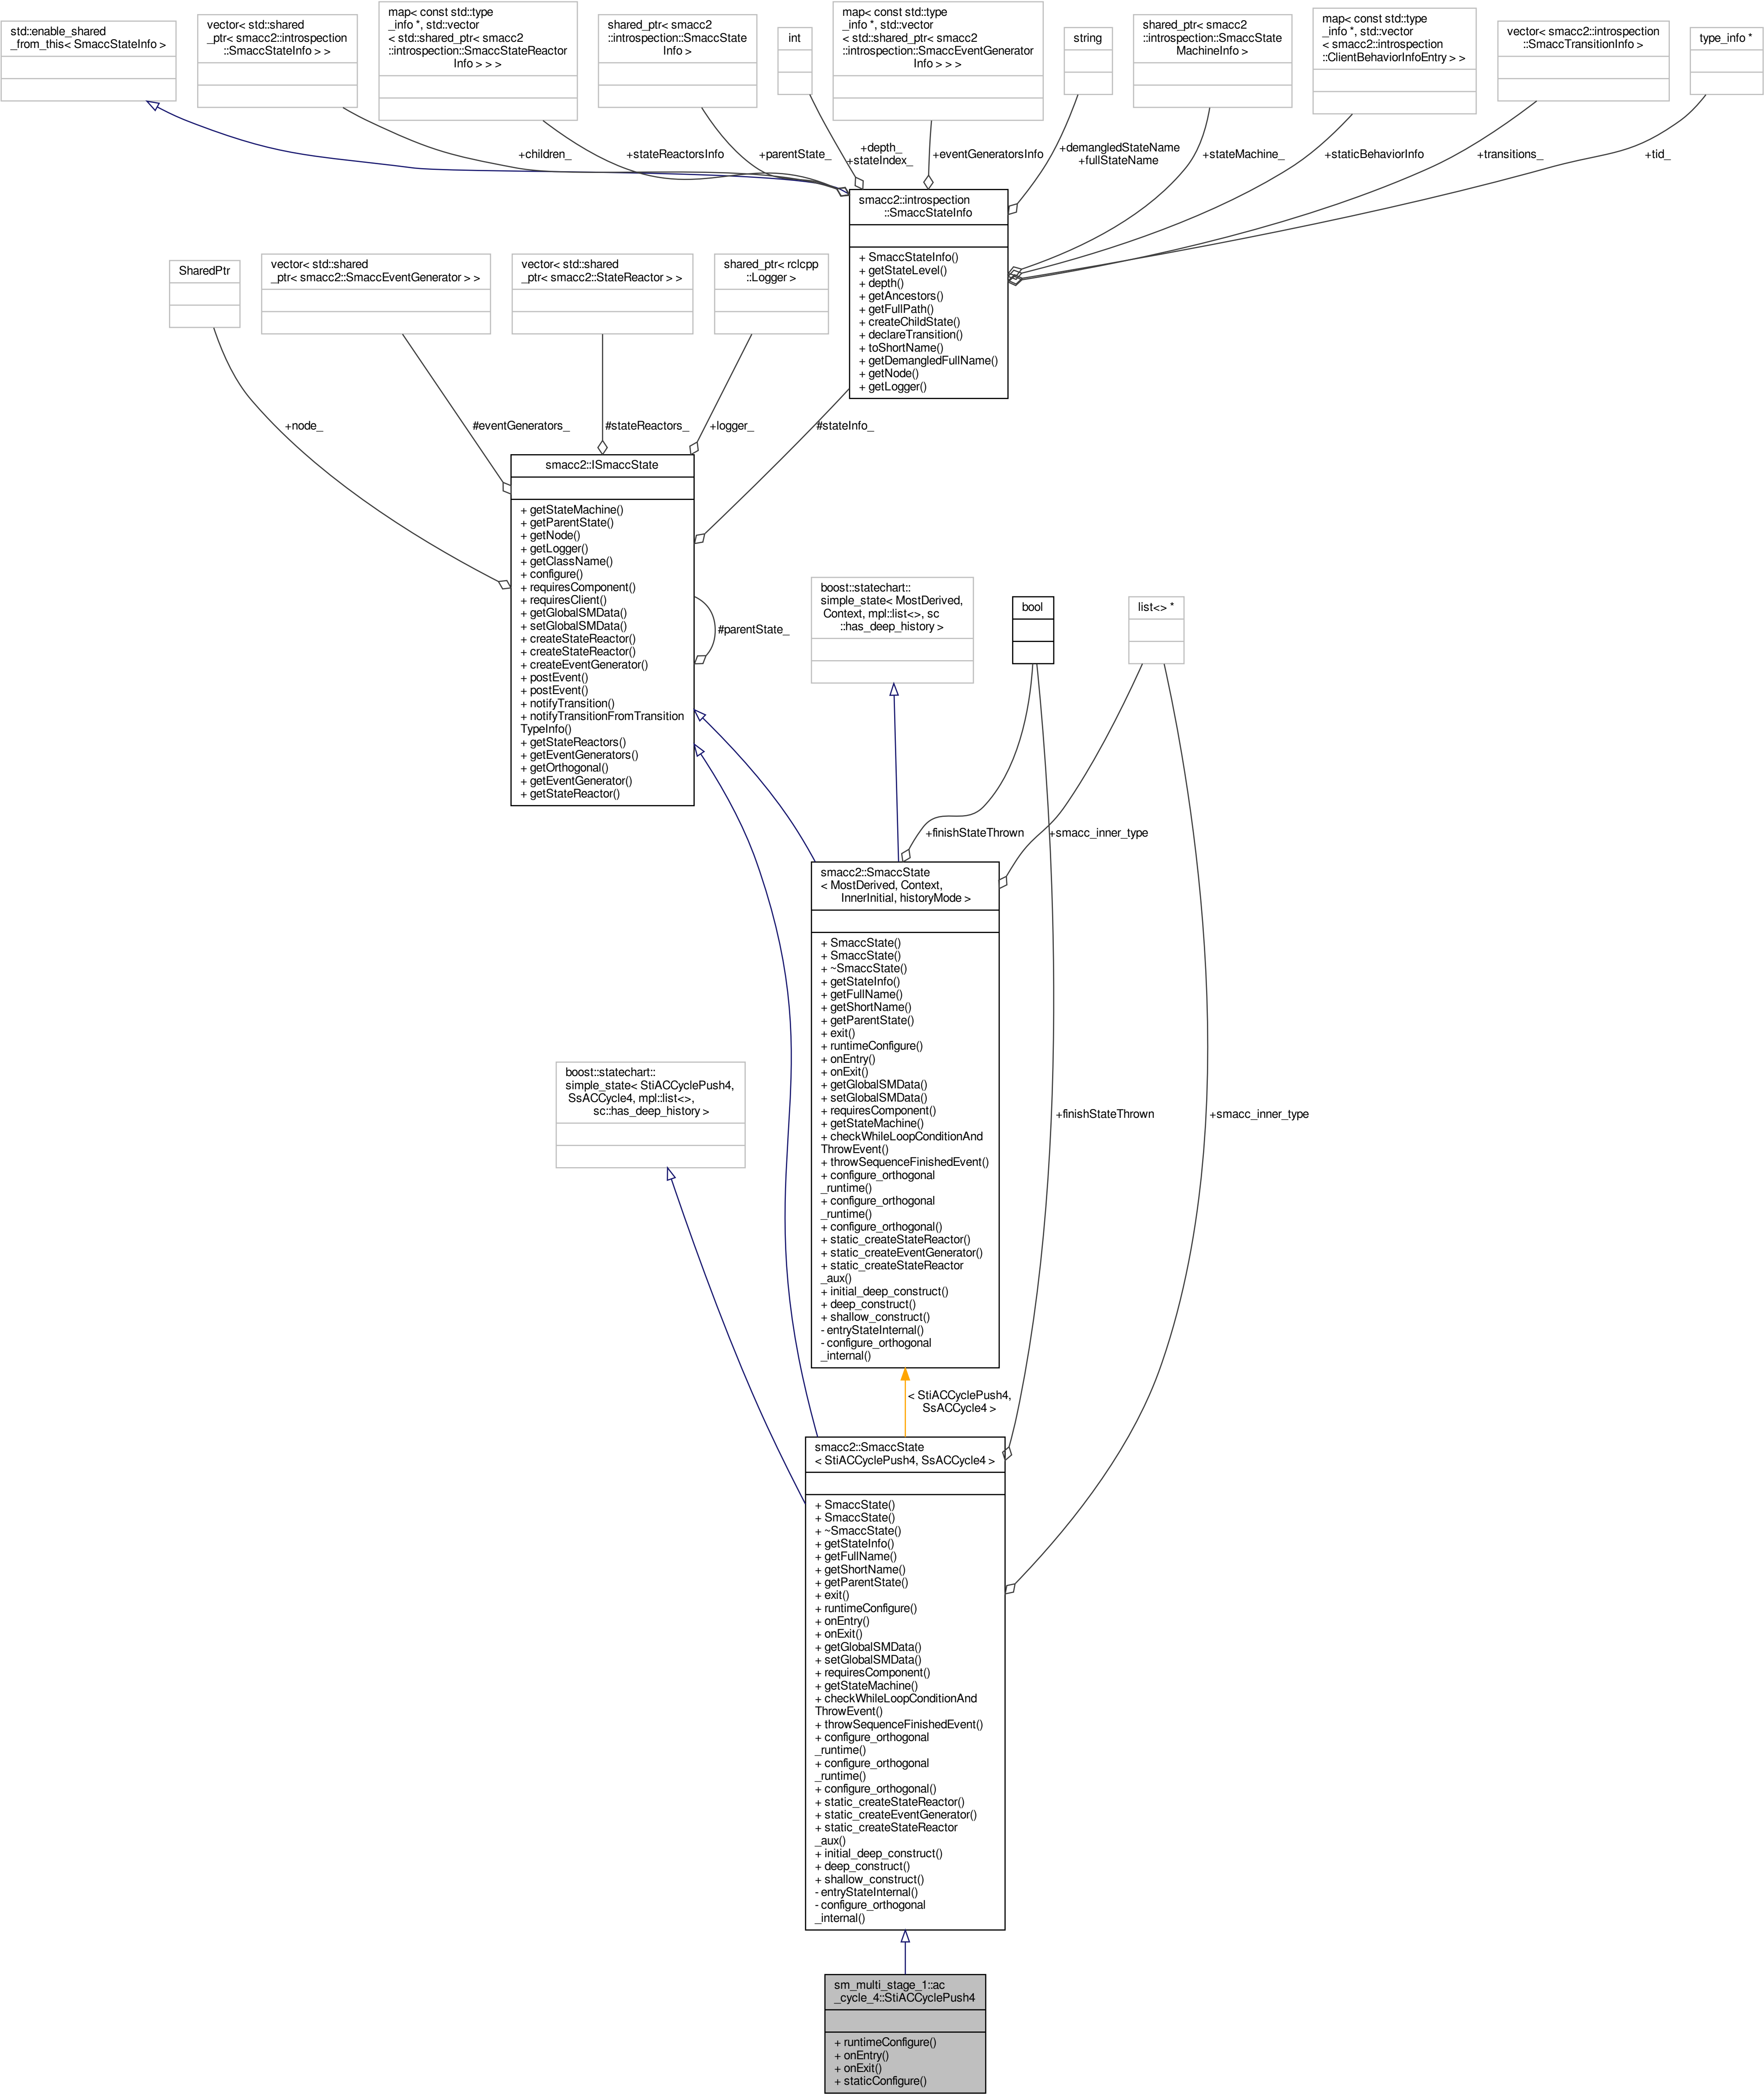 std::enable_shared
_from_this< SmaccStateInfo >
vector< std::shared
_ptr< smacc2::introspection
::SmaccStateInfo > >
map< const std::type
_info *, std::vector
< std::shared_ptr< smacc2
::introspection::SmaccStateReactor
Info > > >
shared_ptr< smacc2
::introspection::SmaccState
Info >
int
map< const std::type
_info *, std::vector
< std::shared_ptr< smacc2
::introspection::SmaccEventGenerator
Info > > >
string
shared_ptr< smacc2
::introspection::SmaccState
MachineInfo >
map< const std::type
_info *, std::vector
< smacc2::introspection
::ClientBehaviorInfoEntry > >
vector< smacc2::introspection
::SmaccTransitionInfo >
type_info *
+children_
+stateReactorsInfo
+parentState_
+depth_
+stateIndex_
+eventGeneratorsInfo
+demangledStateName
+fullStateName
+stateMachine_
+staticBehaviorInfo
+transitions_
+tid_
smacc2::introspection
::SmaccStateInfo
+ SmaccStateInfo()
+ getStateLevel()
+ depth()
+ getAncestors()
+ getFullPath()
+ createChildState()
+ declareTransition()
+ toShortName()
+ getDemangledFullName()
+ getNode()
+ getLogger()
SharedPtr
vector< std::shared
_ptr< smacc2::SmaccEventGenerator > >
vector< std::shared
_ptr< smacc2::StateReactor > >
shared_ptr< rclcpp
::Logger >
+node_
#eventGenerators_
#stateReactors_
+logger_
#stateInfo_
smacc2::ISmaccState
+ getStateMachine()
+ getParentState()
+ getNode()
+ getLogger()
+ getClassName()
+ configure()
+ requiresComponent()
+ requiresClient()
+ getGlobalSMData()
+ setGlobalSMData()
+ createStateReactor()
+ createStateReactor()
+ createEventGenerator()
+ postEvent()
+ postEvent()
+ notifyTransition()
+ notifyTransitionFromTransition
TypeInfo()
+ getStateReactors()
+ getEventGenerators()
+ getOrthogonal()
+ getEventGenerator()
+ getStateReactor()
#parentState_
boost::statechart::
simple_state< MostDerived,
Context, mpl::list<>, sc
::has_deep_history >
bool
list<> *
+finishStateThrown
+smacc_inner_type
smacc2::SmaccState
< MostDerived, Context,
InnerInitial, historyMode >
+ SmaccState()
+ SmaccState()
+ ~SmaccState()
+ getStateInfo()
+ getFullName()
+ getShortName()
+ getParentState()
+ exit()
+ runtimeConfigure()
+ onEntry()
+ onExit()
+ getGlobalSMData()
+ setGlobalSMData()
+ requiresComponent()
+ getStateMachine()
+ checkWhileLoopConditionAnd
ThrowEvent()
+ throwSequenceFinishedEvent()
+ configure_orthogonal
_runtime()
+ configure_orthogonal
_runtime()
+ configure_orthogonal()
+ static_createStateReactor()
+ static_createEventGenerator()
+ static_createStateReactor
_aux()
+ initial_deep_construct()
+ deep_construct()
+ shallow_construct()
- entryStateInternal()
- configure_orthogonal
_internal()
boost::statechart::
simple_state< StiACCyclePush4,
SsACCycle4, mpl::list<>,
sc::has_deep_history >
+finishStateThrown
+smacc_inner_type
< StiACCyclePush4,
SsACCycle4 >
smacc2::SmaccState
< StiACCyclePush4, SsACCycle4 >
+ SmaccState()
+ SmaccState()
+ ~SmaccState()
+ getStateInfo()
+ getFullName()
+ getShortName()
+ getParentState()
+ exit()
+ runtimeConfigure()
+ onEntry()
+ onExit()
+ getGlobalSMData()
+ setGlobalSMData()
+ requiresComponent()
+ getStateMachine()
+ checkWhileLoopConditionAnd
ThrowEvent()
+ throwSequenceFinishedEvent()
+ configure_orthogonal
_runtime()
+ configure_orthogonal
_runtime()
+ configure_orthogonal()
+ static_createStateReactor()
+ static_createEventGenerator()
+ static_createStateReactor
_aux()
+ initial_deep_construct()
+ deep_construct()
+ shallow_construct()
- entryStateInternal()
- configure_orthogonal
_internal()
sm_multi_stage_1::ac
_cycle_4::StiACCyclePush4
+ runtimeConfigure()
+ onEntry()
+ onExit()
+ staticConfigure()